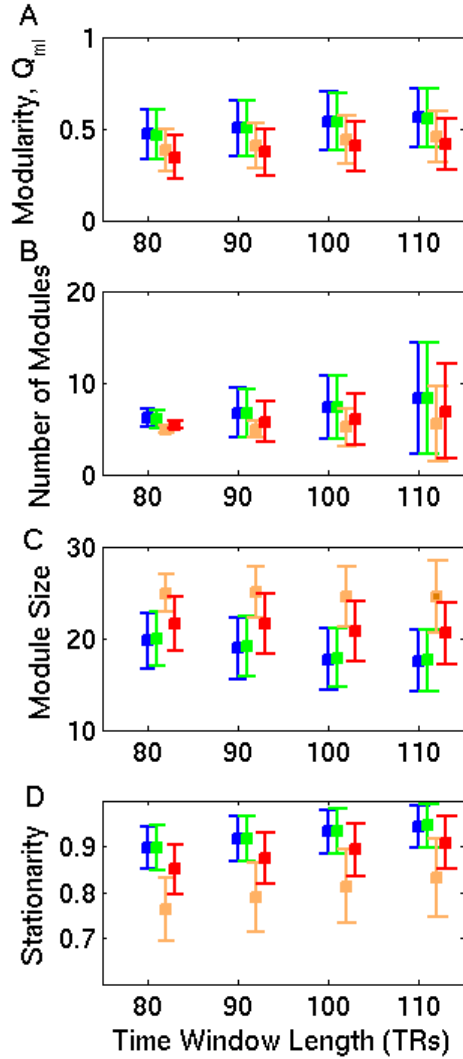 A
Modularity, Qml
1
0.5
0
80 90 100 110
B
Number of Modules
20
10
0
80 90 100 110
C
Module Size
30
20
10
80 90 100 110
D
Stationarity
0.9
0.8
0.7
80 90 100 110
Time Window Length (TRs)